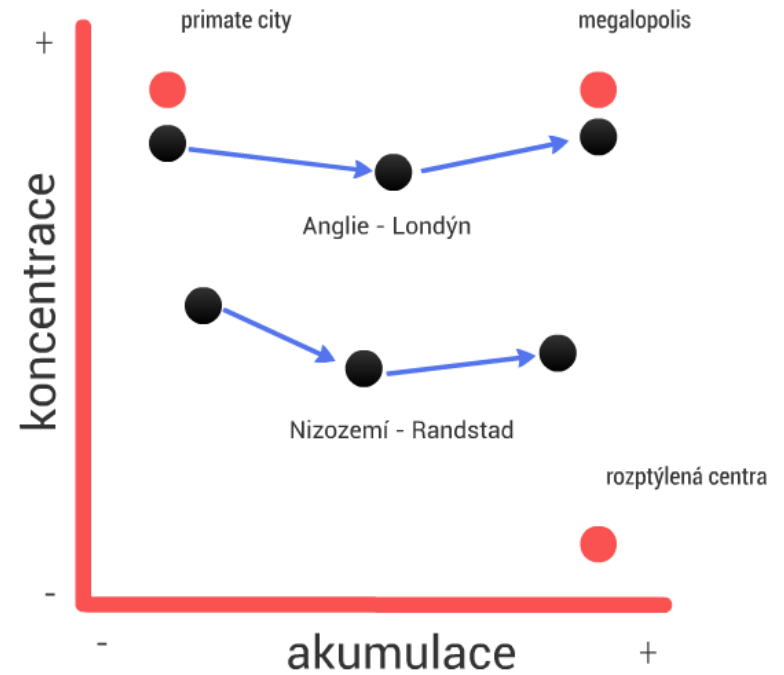 primate city
megalopolis
+
Anglie - Londýn
koncentrace
Nizozemí - Randstad
rozptýlená centra
-
-
akumulace
+